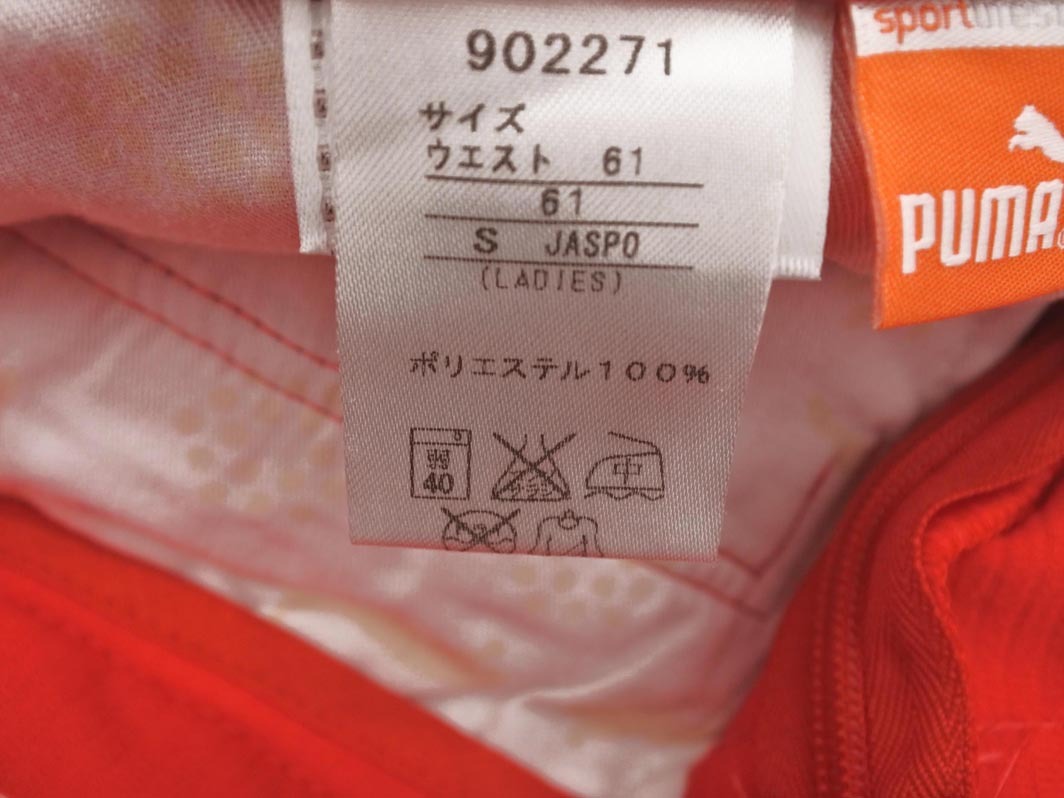 902271
サイズ
ウエスト 61
61
S JASPO
(LADIES)
ポリエステル100%
弱
40
中
sport
PUMA